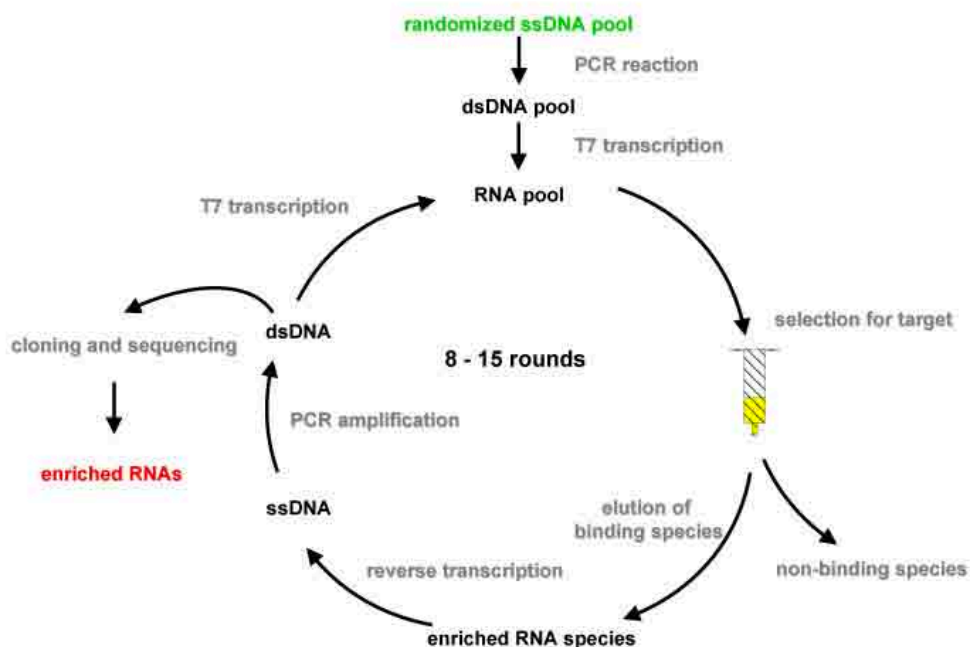 randomized ssDNA pool
PCR reaction
dsDNA pool
T7 transcription
RNA pool
T7 transcription
selection for target
dsDNA
cloning and sequencing
8 - 15 rounds
PCR amplification
enriched RNAs
ssDNA
elution of
binding species
non-binding species
reverse transcription
enriched RNA species